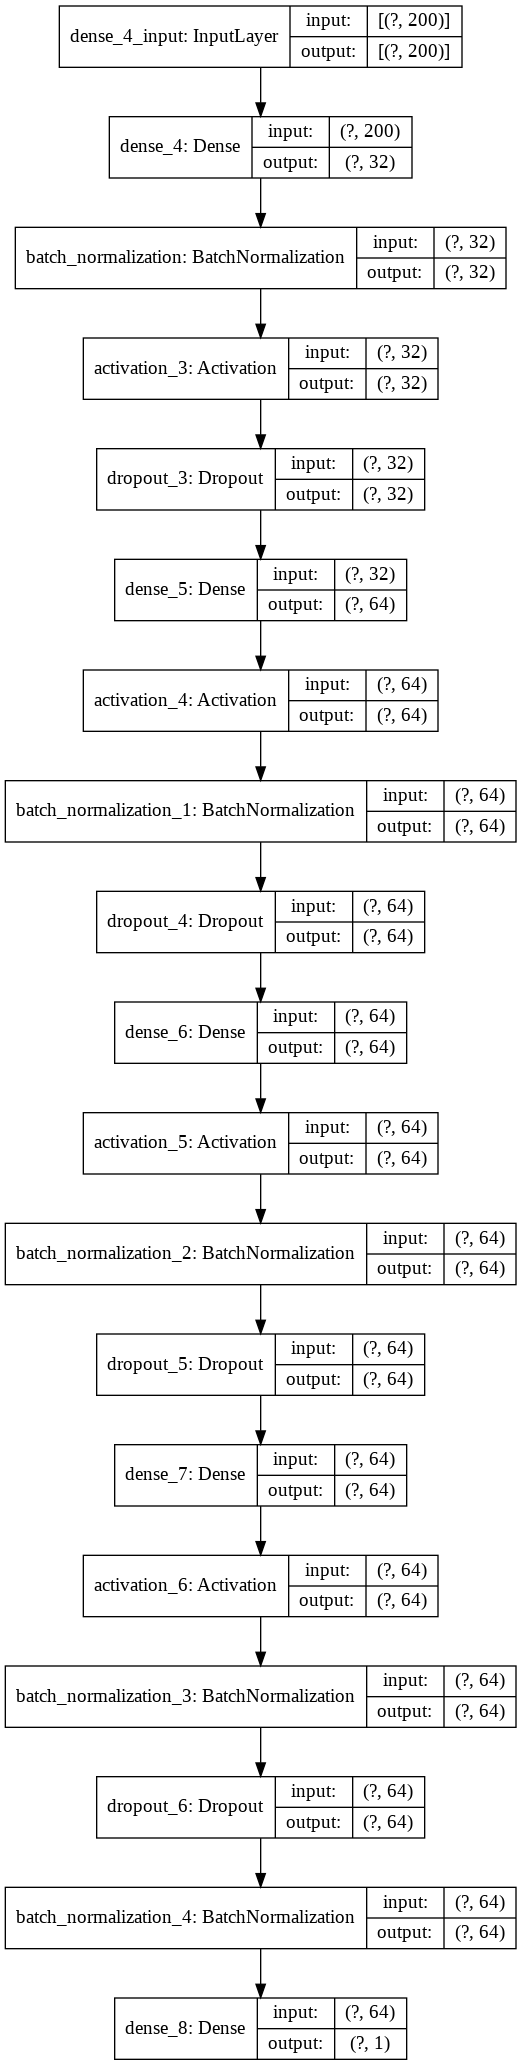 dense_4_input: InputLayer
input: [(?, 200)]
output: [(?, 200)]
dense_4: Dense
input: (?, 200)
output: (?, 32)
batch_normalization: BatchNormalization
input: (?, 32)
output: (?, 32)
activation_3: Activation
input: (?, 32)
output: (?, 32)
dropout_3: Dropout
input: (?, 32)
output: (?, 32)
dense_5: Dense
input: (?, 32)
output: (?, 64)
activation_4: Activation
input: (?, 64)
output: (?, 64)
batch_normalization_1: BatchNormalization
input: (?, 64)
output: (?, 64)
dropout_4: Dropout
input: (?, 64)
output: (?, 64)
dense_6: Dense
input: (?, 64)
output: (?, 64)
activation_5: Activation
input: (?, 64)
output: (?, 64)
batch_normalization_2: BatchNormalization
input: (?, 64)
output: (?, 64)
dropout_5: Dropout
input: (?, 64)
output: (?, 64)
dense_7: Dense
input: (?, 64)
output: (?, 64)
activation_6: Activation
input: (?, 64)
output: (?, 64)
batch_normalization_3: BatchNormalization
input: (?, 64)
output: (?, 64)
dropout_6: Dropout
input: (?, 64)
output: (?, 64)
batch_normalization_4: BatchNormalization
input: (?, 64)
output: (?, 64)
dense_8: Dense
input: (?, 64)
output: (?, 1)